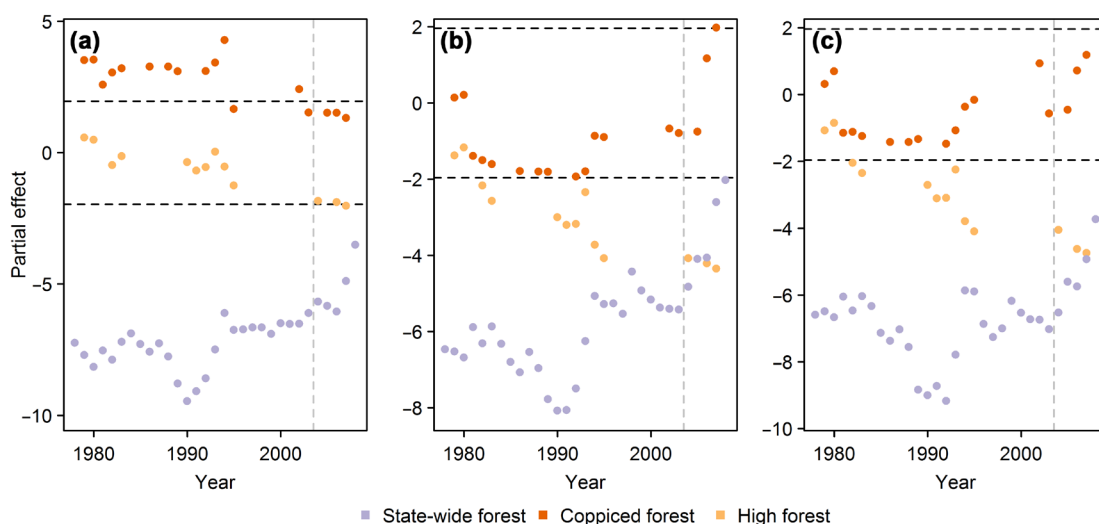 (a)
5
0
−5
−10
Partial effect
1980 1990 2000
Year
(b)
2
0
−2
−4
−6
−8
1980 1990 2000
Year
(c)
2
0
−2
−4
−6
−8
−10
1980 1990 2000
Year
State-wide forest Coppiced forest High forest